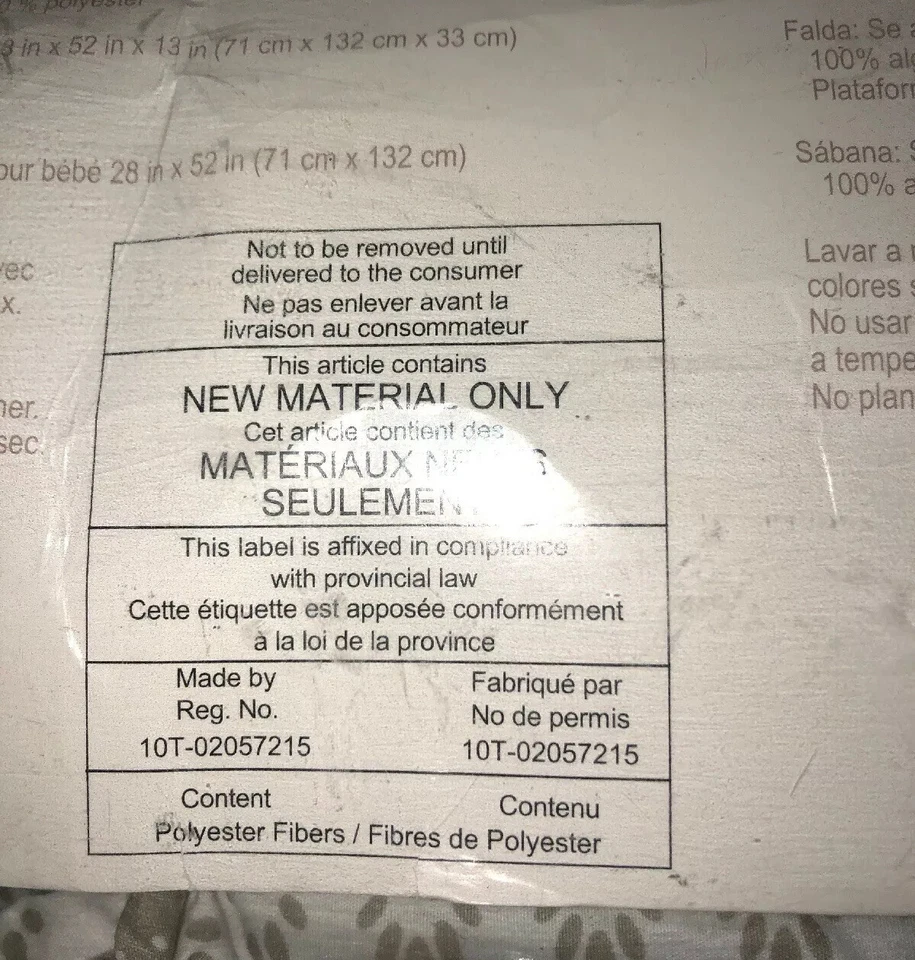 % polyester
in x 52 in x 13 in (71 cm x 132 cm x 33 cm)
bébé 28 in x 52 in (71 cm x 132 cm)
x.
sec.
Not to be removed until
delivered to the consumer
Ne pas enlever avant la
livraison au consommateur
This article contains
NEW MATERIAL ONLY
Cet article contient des
MATÉRIAUX
This label is affixed in compliance
with provincial law
Cette étiquette est apposée conformément
à la loi de la province
Made by
Reg. No.
10T-02057215
Fabriqué par
No de permis
10T-02057215
Content
Contenu
Polyester Fibers / Fibres de Polyester
Falda: Se
100%
Sábana:
100%
Lavar a
colores
No usar
a
No